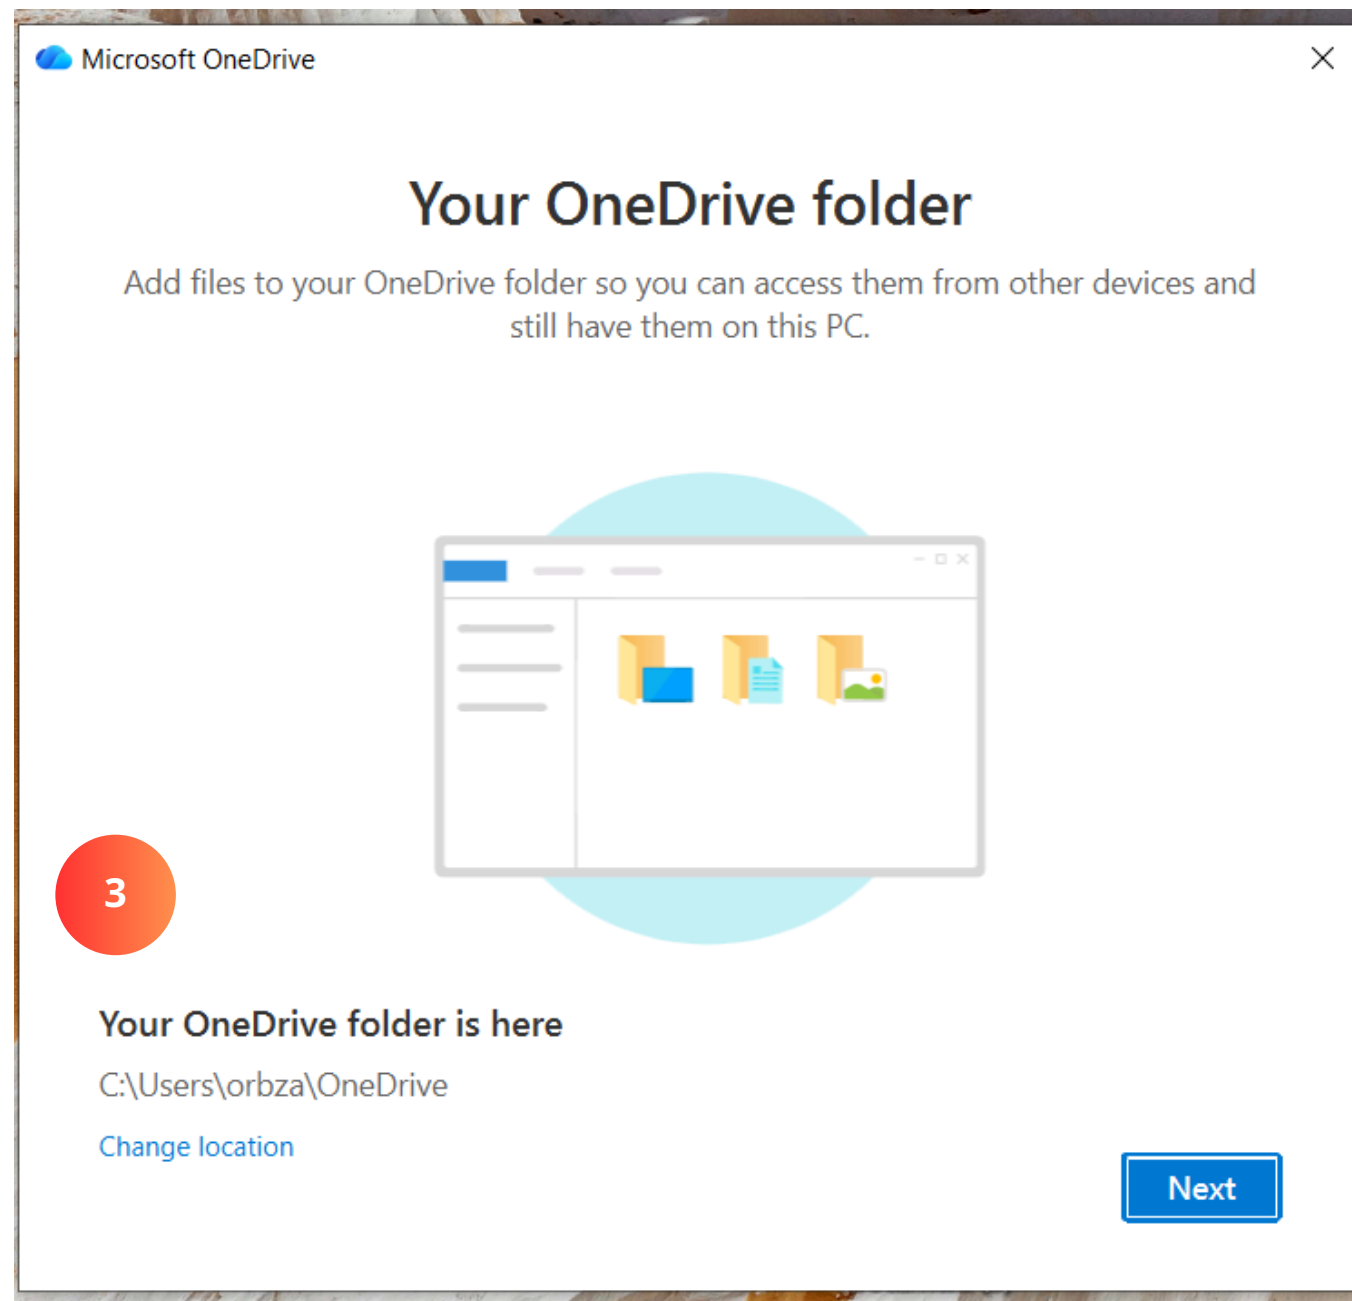 Microsoft OneDrive
Your OneDrive folder
Add files to your OneDrive folder so you can access them from other devices and
still have them on this PC.
3
Your OneDrive folder is here
C:\Users\orbza\OneDrive
Change location
Next